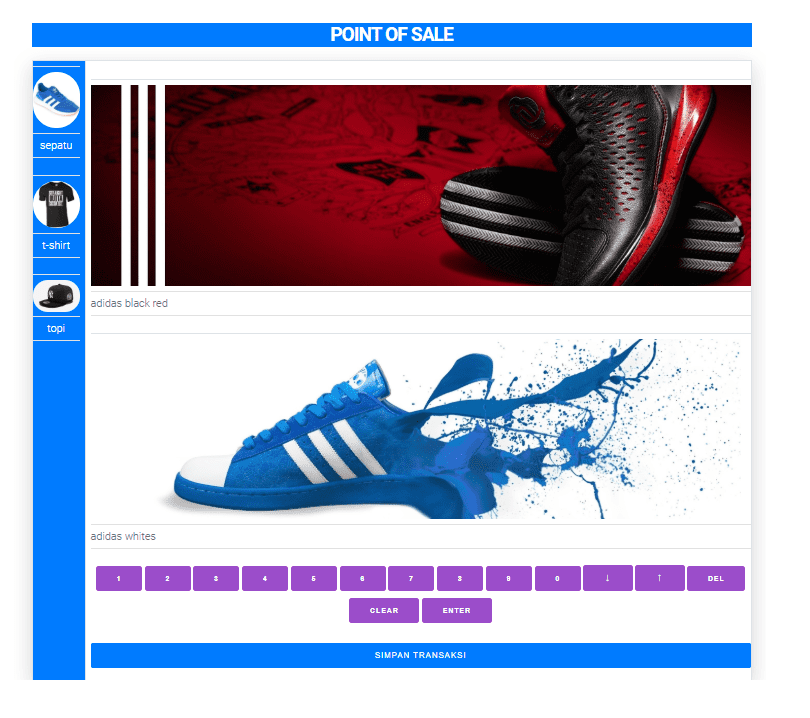 POINT OF SALE
sepatu
t-shirt
topi
adidas black red
adidas whites
1 2 3 4 5 6 7 8 9 0 ↓ ↑ DEL
CLEAR ENTER
SIMPAN TRANSAKSI